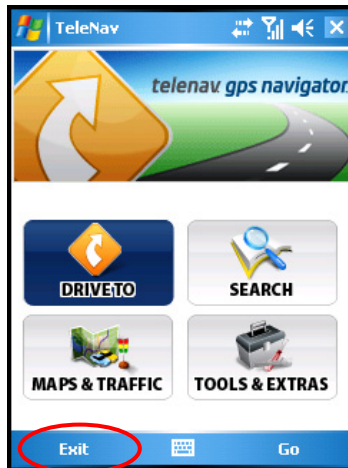 TeleNav
telenav gps navigator
DRIVE TO
SEARCH
MAPS & TRAFFIC
TOOLS & EXTRAS
Exit
Go